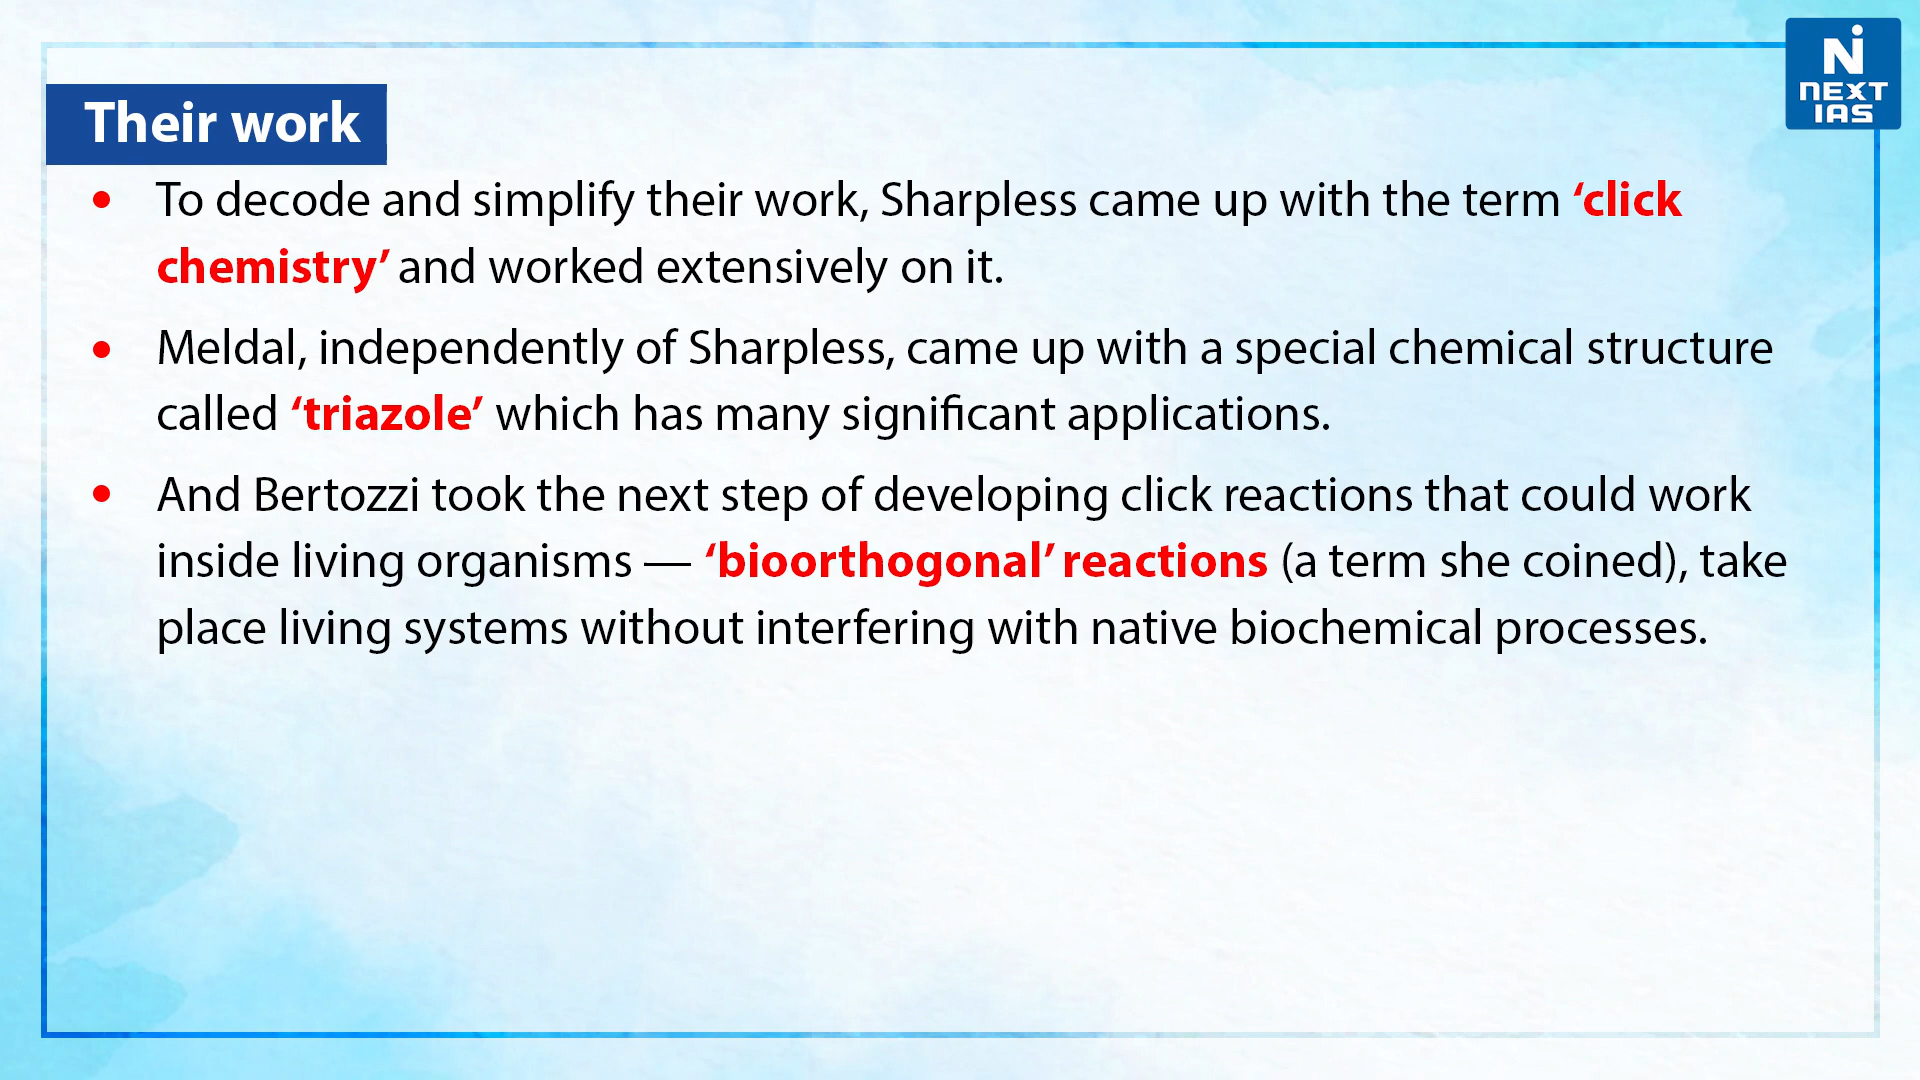 NEXT
IAS
Their work
• To decode and simplify their work, Sharpless came up with the term ‘click
chemistry’ and worked extensively on it.
• Meldal, independently of Sharpless, came up with a special chemical structure
called ‘triazole’ which has many significant applications.
• And Bertozzi took the next step of developing click reactions that could work
inside living organisms — ‘bioorthogonal’ reactions (a term she coined), take
place living systems without interfering with native biochemical processes.